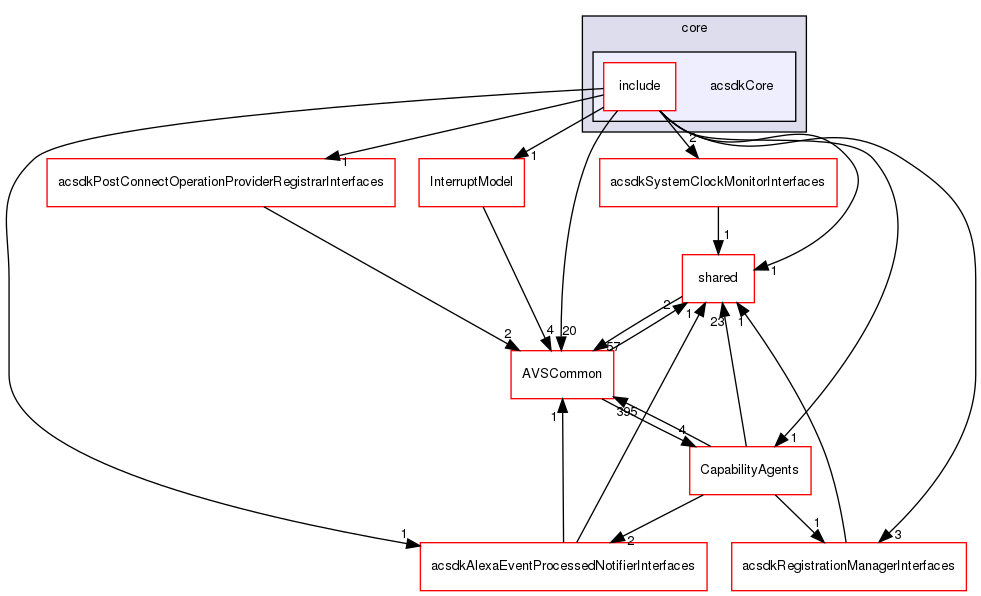 core
include
acsdkCore
2
1
1
acsdkPostConnectOperationProviderRegistrarInterfaces
InterruptModel
acsdkSystemClockMonitorInterfaces
1
1
shared
2
1
23
1
2
4
20
57
AVSCommon
395
1
4
1
CapabilityAgents
1
1
2
3
acsdkAlexaEventProcessedNotifierInterfaces
acsdkRegistrationManagerInterfaces